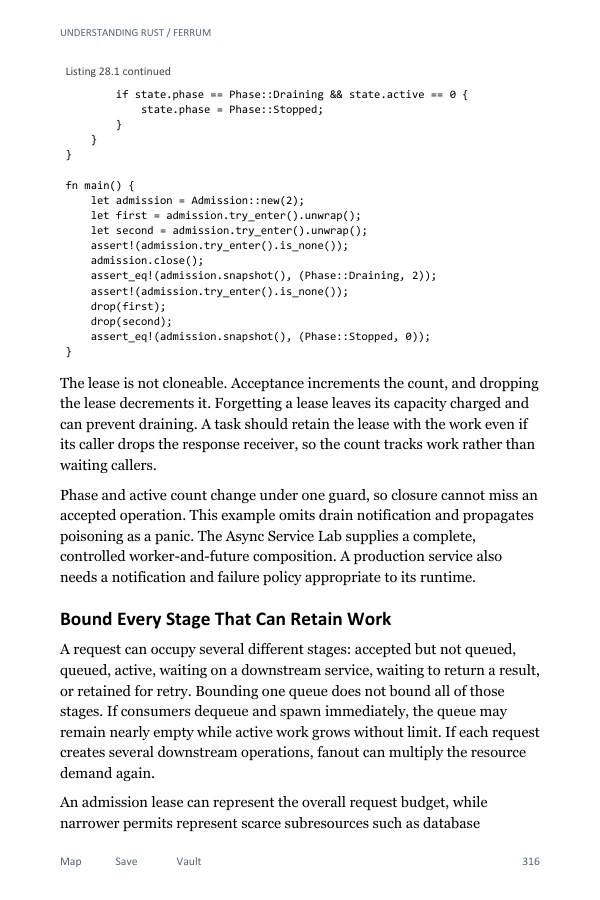 UNDERSTANDING RUST / FERRUM
Listing 28.1 continued
        if state.phase == Phase::Draining && state.active == 0 {
            state.phase = Phase::Stopped;
        }
    }
}
fn main() {
    let admission = Admission::new(2);
    let first = admission.try_enter().unwrap();
    let second = admission.try_enter().unwrap();
    assert!(admission.try_enter().is_none());
    admission.close();
    assert_eq!(admission.snapshot(), (Phase::Draining, 2));
    assert!(admission.try_enter().is_none());
    drop(first);
    drop(second);
    assert_eq!(admission.snapshot(), (Phase::Stopped, 0));
}
The lease is not cloneable. Acceptance increments the count, and dropping
the lease decrements it. Forgetting a lease leaves its capacity charged and
can prevent draining. A task should retain the lease with the work even if
its caller drops the response receiver, so the count tracks work rather than
waiting callers.
Phase and active count change under one guard, so closure cannot miss an
accepted operation. This example omits drain notification and propagates
poisoning as a panic. The Async Service Lab supplies a complete,
controlled worker-and-future composition. A production service also
needs a notification and failure policy appropriate to its runtime.
Bound Every Stage That Can Retain Work
A request can occupy several different stages: accepted but not queued,
queued, active, waiting on a downstream service, waiting to return a result,
or retained for retry. Bounding one queue does not bound all of those
stages. If consumers dequeue and spawn immediately, the queue may
remain nearly empty while active work grows without limit. If each request
creates several downstream operations, fanout can multiply the resource
demand again.
An admission lease can represent the overall request budget, while
narrower permits represent scarce subresources such as database
Map Save Vault 316